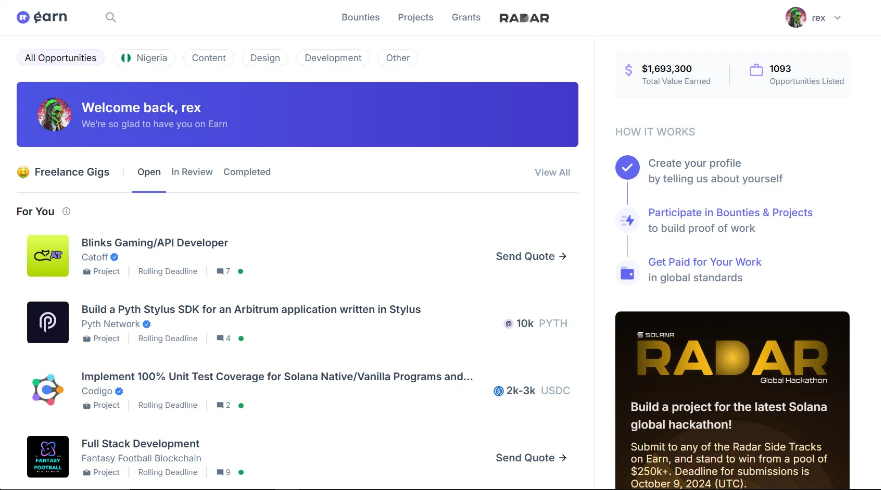 earn
Bounties
Projects
Grants
RADAR
rex
All Opportunities
Nigeria
Content
Design
Development
Other
Welcome back, rex
We're so glad to have you on Earn
Freelance Gigs
Open
In Review
Completed
View All
For You
Blinks Gaming/API Developer
Catoff
Project
Rolling Deadline
7
Send Quote →
Build a Pyth Stylus SDK for an Arbitrum application written in Stylus
Pyth Network
Project
Rolling Deadline
4
10k PYTH
Implement 100% Unit Test Coverage for Solana Native/Vanilla Programs and...
Codigo
Project
Rolling Deadline
2
2k-3k USDC
FANTASY
FOOTBALL
Full Stack Development
Fantasy Football Blockchain
Project
Rolling Deadline
9
Send Quote →
$1,693,300
Total Value Earned
1093
Opportunities Listed
HOW IT WORKS
Create your profile
by telling us about yourself
Participate in Bounties & Projects
to build proof of work
Get Paid for Your Work
in global standards
SOLANA
RADAR
Global Hackathon
Build a project for the latest Solana
global hackathon!
Submit to any of the Radar Side Tracks
on Earn, and stand to win from a pool of
$250k+. Deadline for submissions is
October 9, 2024 (UTC).